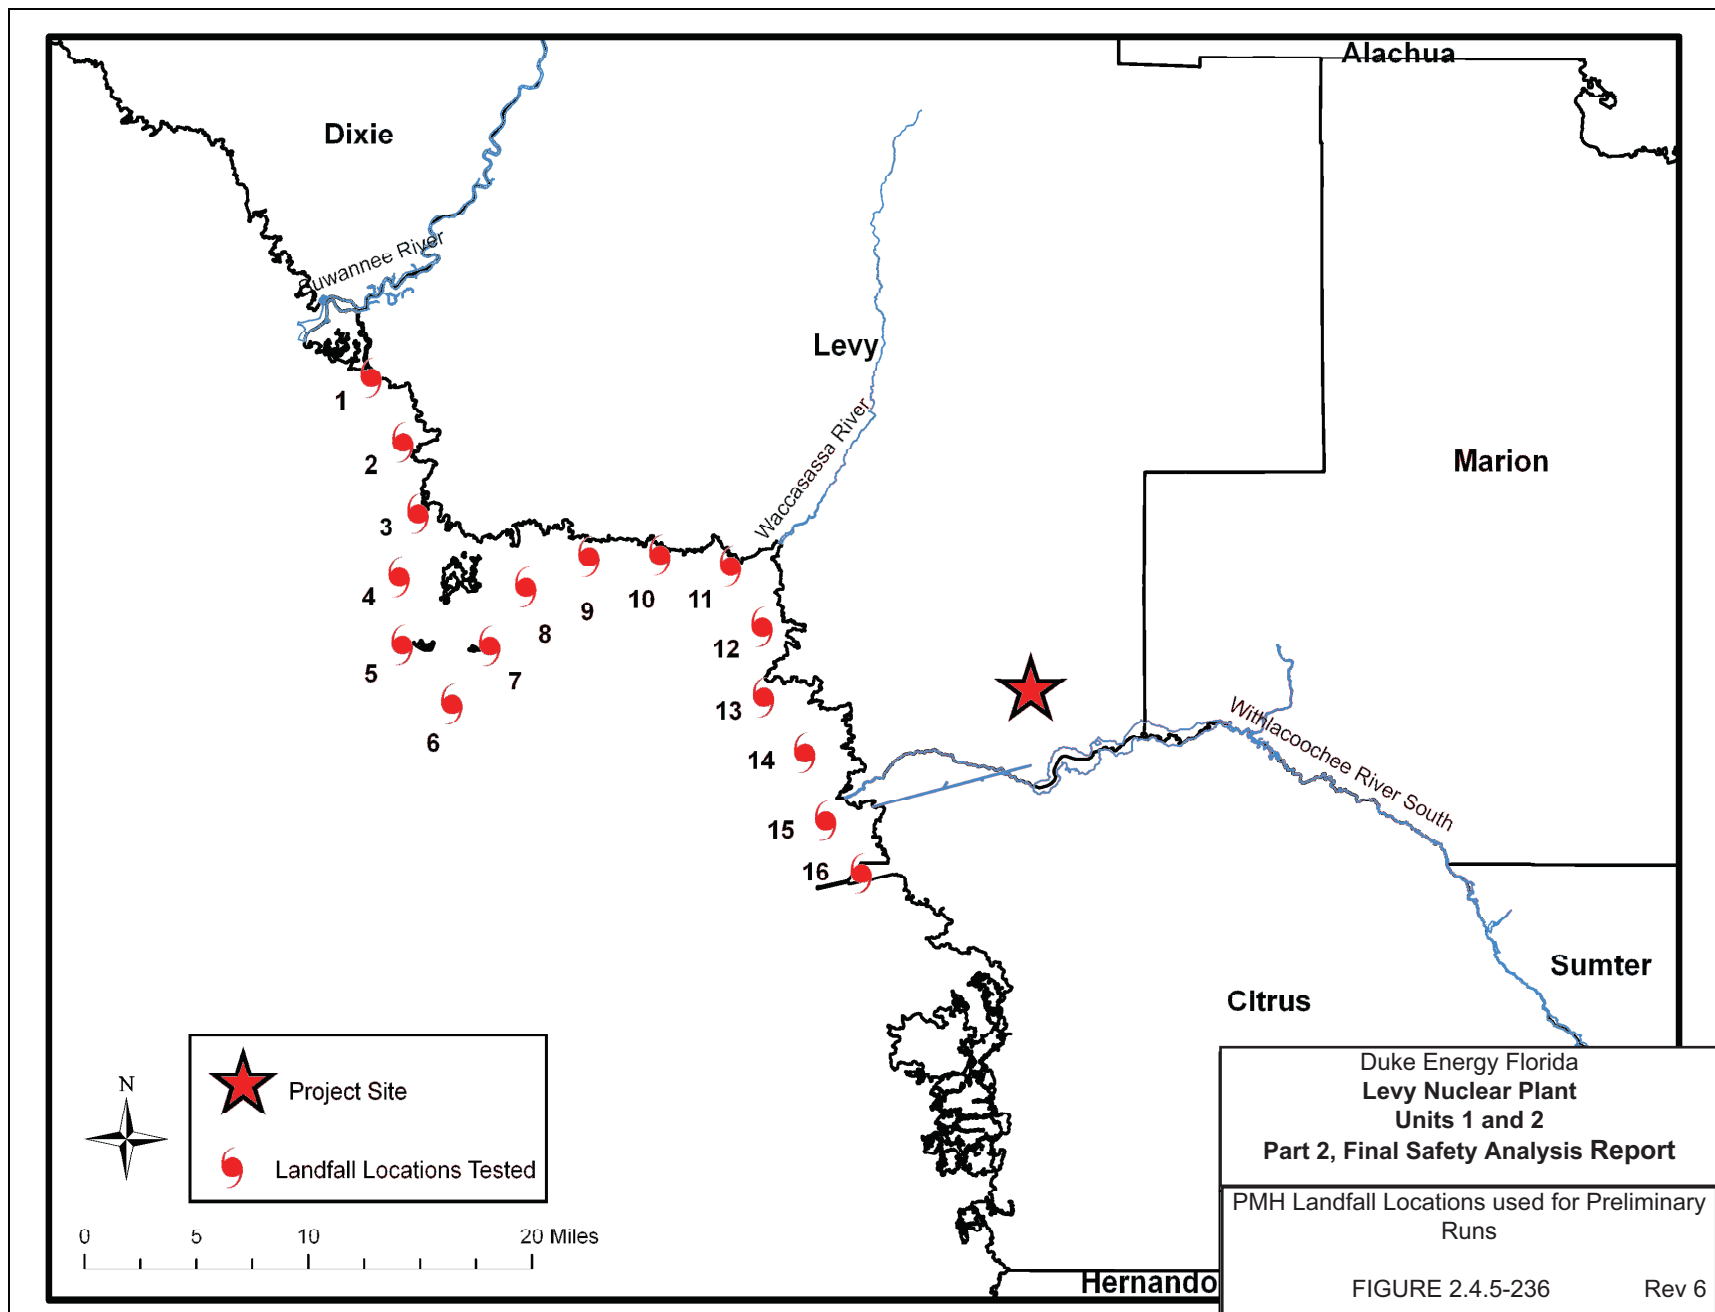 Alachua
Dixie
Suwannee River
Levy
Waccasassa River
Marion
1
2
3
4
5
6
7
8
9
10
11
12
13
14
15
16
Withlacoochee River South
Sumter
CItrus
Hernando
N
Project Site
Landfall Locations Tested
0 5 10 20 Miles
Duke Energy Florida
Levy Nuclear Plant
Units 1 and 2
Part 2, Final Safety Analysis Report
PMH Landfall Locations used for Preliminary
Runs
FIGURE 2.4.5-236 Rev 6